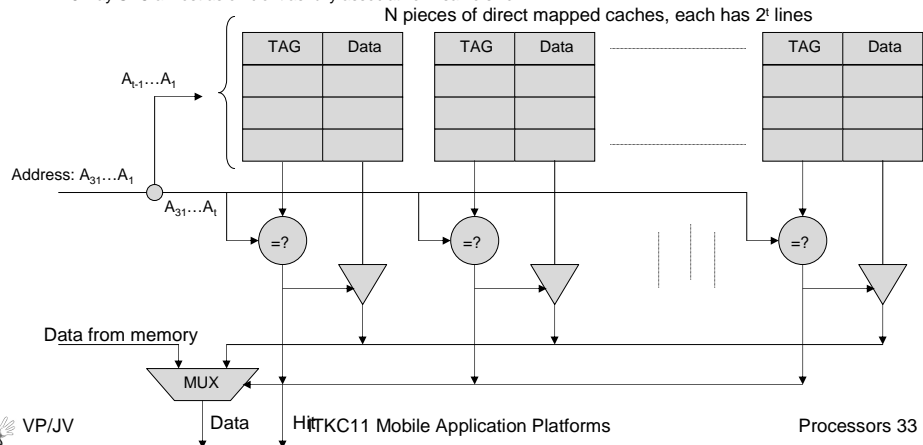 N pieces of direct mapped caches, each has 2ᵗ lines
TAG Data TAG Data TAG Data
Aₜ₋₁…A₁
Address: A₃₁…A₁
A₃₁…Aₜ
=? =? =?
Data from memory
MUX
Data Hit
VP/JV ITKC11 Mobile Application Platforms Processors 33